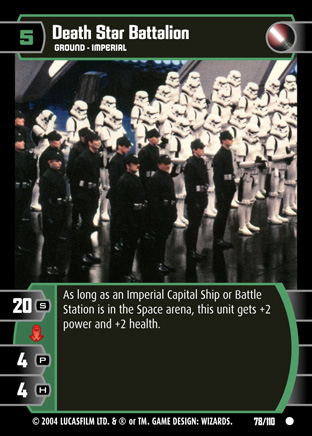 5
Death Star Battalion
GROUND - IMPERIAL
20 S
4 P
4 H
As long as an Imperial Capital Ship or Battle
Station is in the Space arena, this unit gets +2
power and +2 health.
© 2004 LUCASFILM LTD. & ® or TM. GAME DESIGN: WIZARDS.
78/110